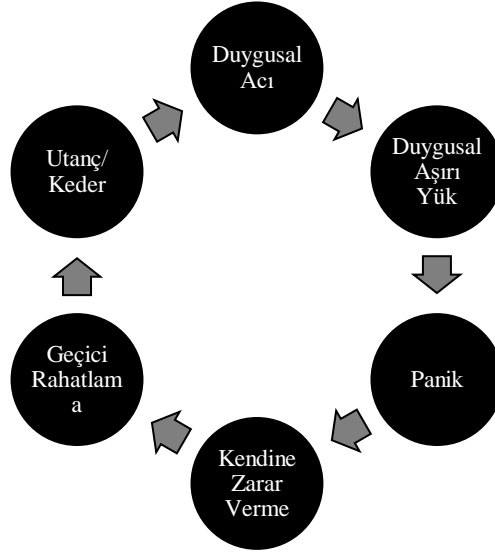 Duygusal
Acı
Duygusal
Aşırı
Yük
Panik
Kendine
Zarar
Verme
Geçici
Rahatlam
a
Utanç/
Keder